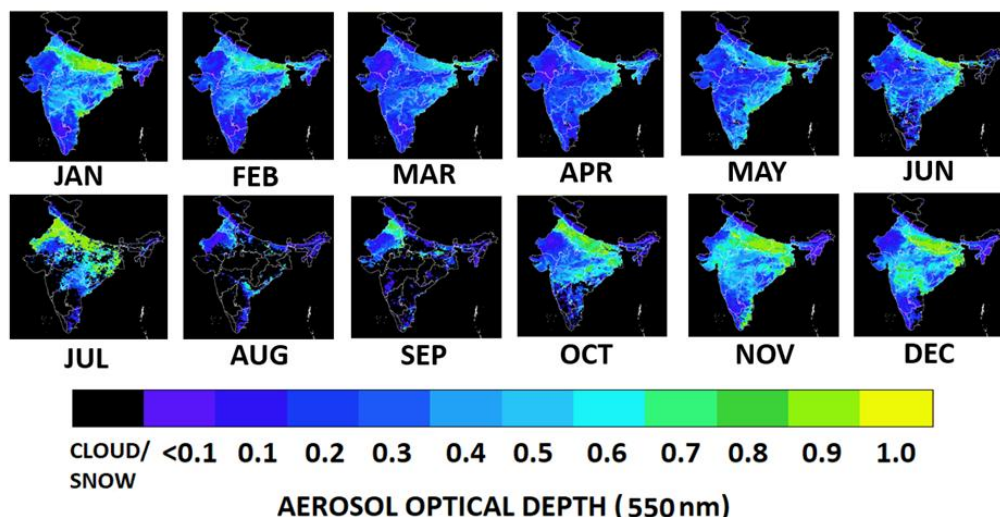 JAN FEB MAR APR MAY JUN
JUL AUG SEP OCT NOV DEC
CLOUD/ SNOW <0.1 0.1 0.2 0.3 0.4 0.5 0.6 0.7 0.8 0.9 1.0
AEROSOL OPTICAL DEPTH (550 nm)